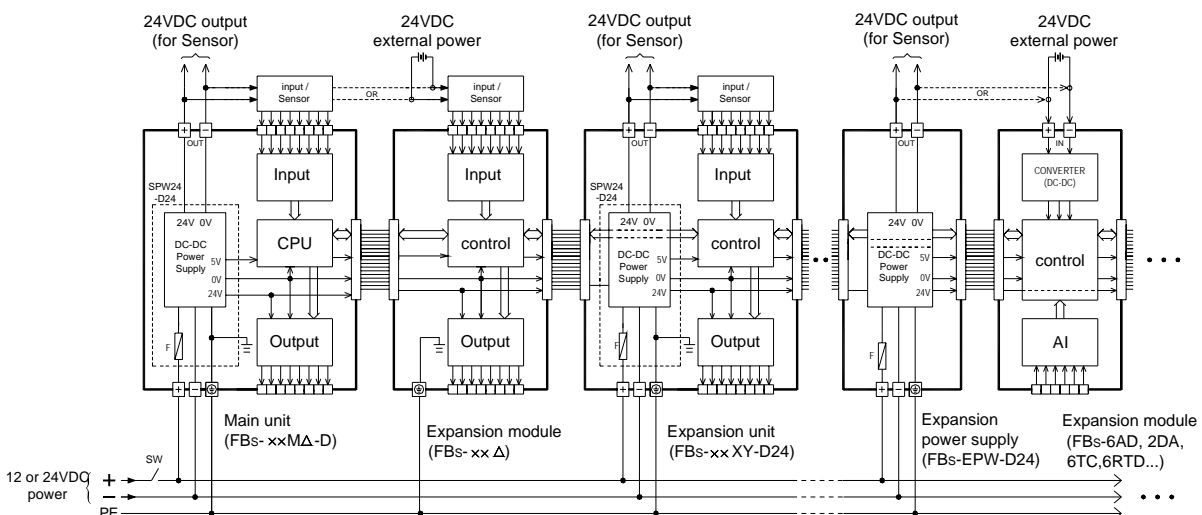 24VDC output
(for Sensor)
24VDC
external power
24VDC output
(for Sensor)
24VDC output
(for Sensor)
24VDC
external power
input /
Sensor
OR
input /
Sensor
input /
Sensor
OR
+ −
OUT
+ −
OUT
+ −
OUT
+ −
IN
SPW24
-D24
24V 0V
DC-DC
Power
Supply
5V
0V
24V
F
Input
CPU
Output
Input
control
Output
SPW24
-D24
24V 0V
DC-DC
Power
Supply
5V
0V
24V
F
Input
control
Output
24V 0V
DC-DC
Power
Supply
5V
0V
24V
F
CONVERTER
(DC-DC)
control
AI
+ −
+ −
+ −
Main unit
(FBs-××MΔ-D)
Expansion module
(FBs-××Δ)
Expansion unit
(FBs-××XY-D24)
Expansion
power supply
(FBs-EPW-D24)
Expansion module
(FBs-6AD, 2DA,
6TC,6RTD...)
12 or 24VDC
power
+
−
SW
PE